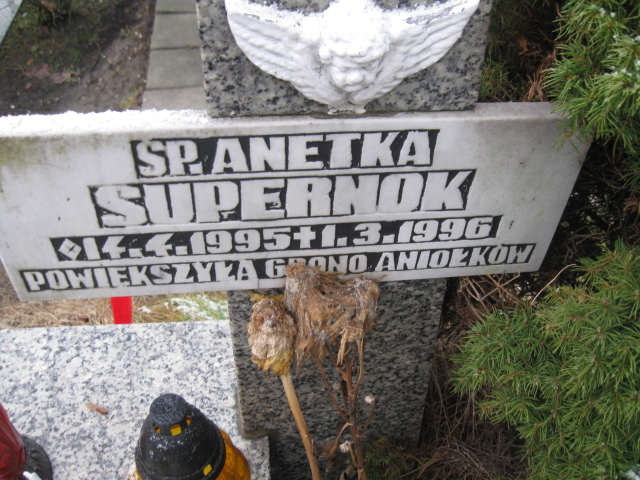 ŚP. ANETKA
SUPERNOK
14.4.1995 † 1.3.1996
POWIĘKSZYŁA GRONO ANIOŁKÓW